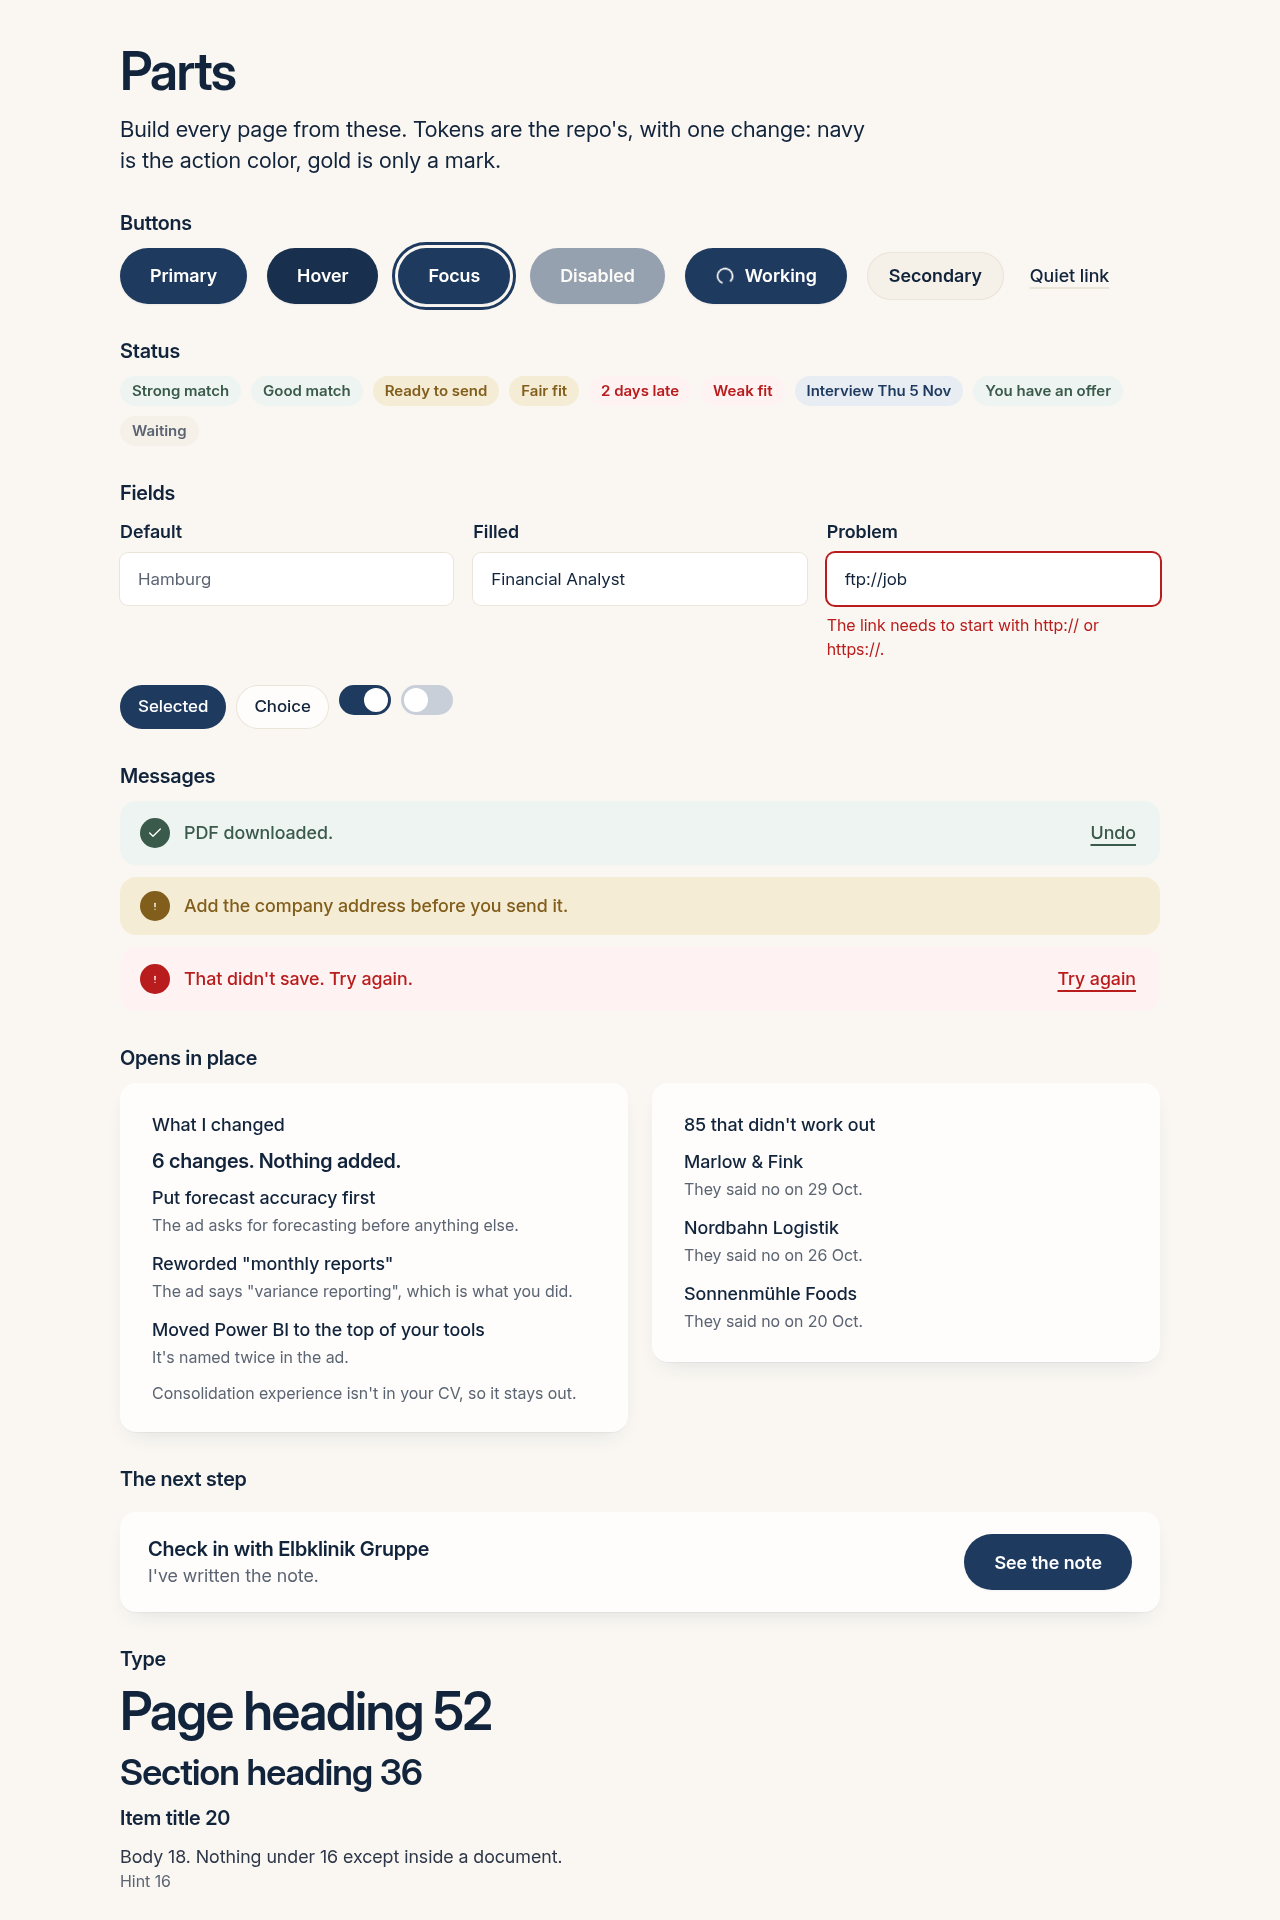 Parts
Build every page from these. Tokens are the repo's, with one change: navy
is the action color, gold is only a mark.
Buttons
Primary
Hover
Focus
Disabled
Working
Secondary
Quiet link
Status
Strong match
Good match
Ready to send
Fair fit
2 days late
Weak fit
Interview Thu 5 Nov
You have an offer
Waiting
Fields
Default
Filled
Problem
Hamburg
Financial Analyst
ftp://job
The link needs to start with http:// or
https://.
Selected
Choice
Messages
PDF downloaded.
Undo
!
Add the company address before you send it.
!
That didn't save. Try again.
Try again
Opens in place
What I changed
6 changes. Nothing added.
Put forecast accuracy first
The ad asks for forecasting before anything else.
Reworded "monthly reports"
The ad says "variance reporting", which is what you did.
Moved Power BI to the top of your tools
It's named twice in the ad.
Consolidation experience isn't in your CV, so it stays out.
85 that didn't work out
Marlow & Fink
They said no on 29 Oct.
Nordbahn Logistik
They said no on 26 Oct.
Sonnenmühle Foods
They said no on 20 Oct.
The next step
Check in with Elbklinik Gruppe
I've written the note.
See the note
Type
Page heading 52
Section heading 36
Item title 20
Body 18. Nothing under 16 except inside a document.
Hint 16